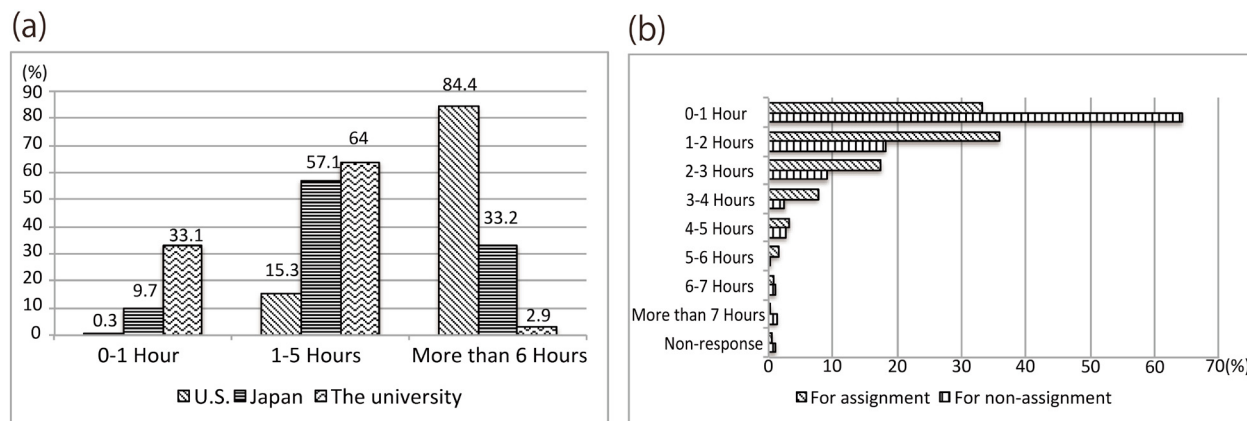 (a)
(%)
90
80
70
60
50
40
30
20
10
0
0.3
9.7
33.1
15.3
57.1
64
84.4
33.2
2.9
0-1 Hour
1-5 Hours
More than 6 Hours
U.S. Japan The university
(b)
0-1 Hour
1-2 Hours
2-3 Hours
3-4 Hours
4-5 Hours
5-6 Hours
6-7 Hours
More than 7 Hours
Non-response
0 10 20 30 40 50 60 70(%)
For assignment For non-assignment